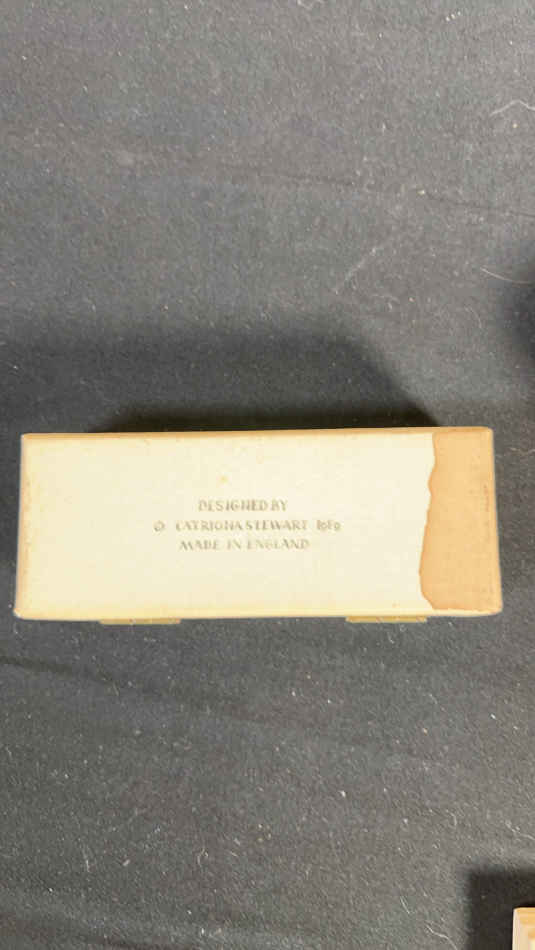 DESIGNED BY
© CATRIONA STEWART
MADE IN ENGLAND